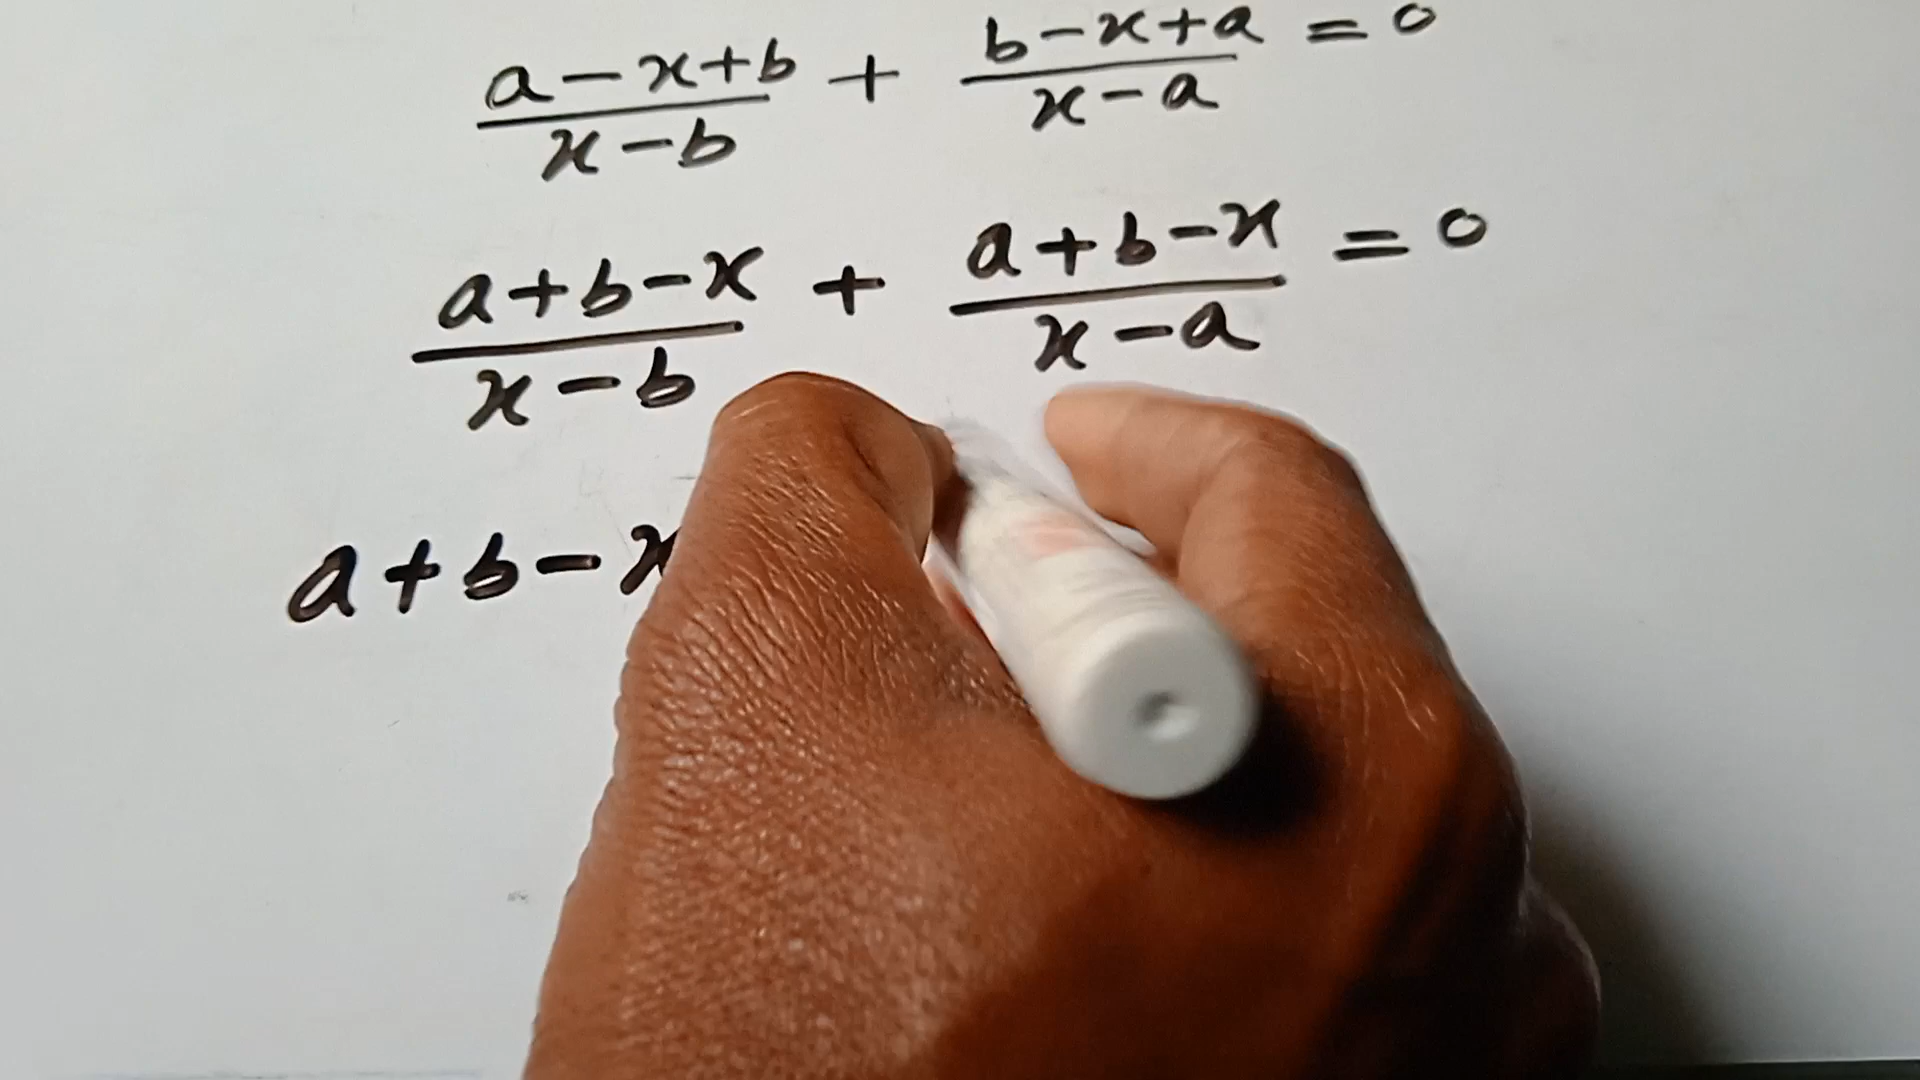 a-x+b/x-b + b-x+a/x-a = 0
a+b-x/x-b + a+b-x/x-a = 0
a+b-x